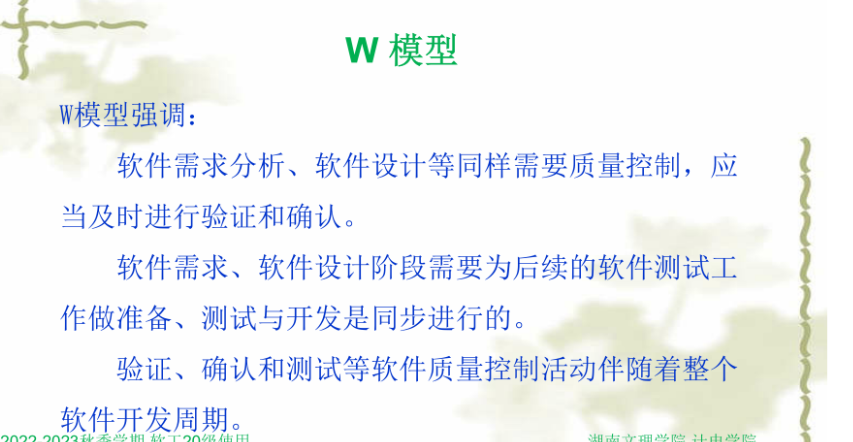 W 模型
W模型强调：
软件需求分析、软件设计等同样需要质量控制，应
当及时进行验证和确认。
软件需求、软件设计阶段需要为后续的软件测试工
作做准备、测试与开发是同步进行的。
验证、确认和测试等软件质量控制活动伴随着整个
软件开发周期。
2022-2023秋季学期 软工20级使用
湖南文理学院 计电学院